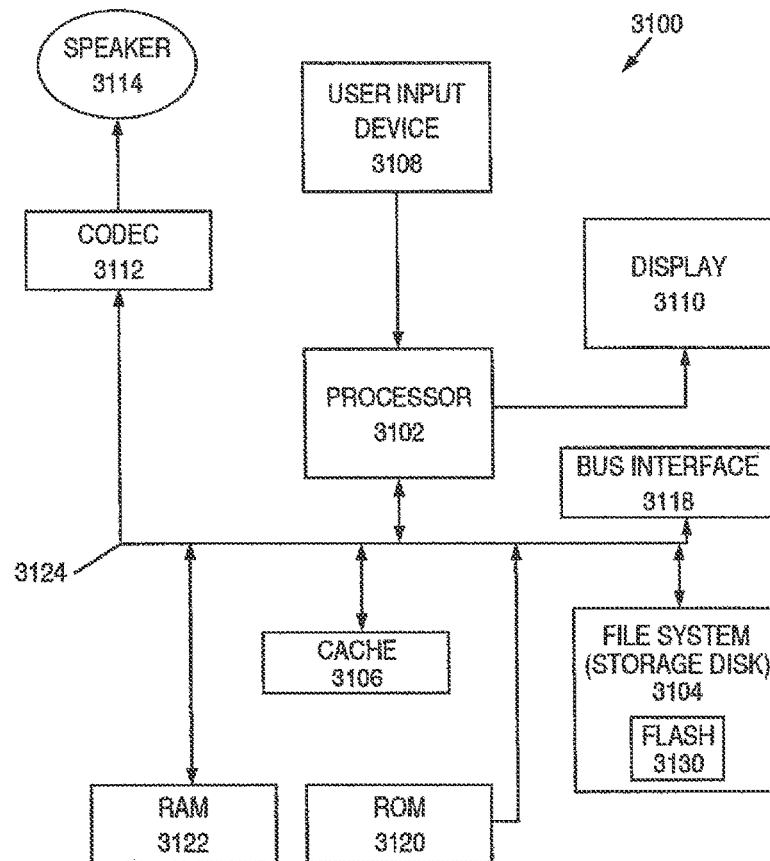 3100
SPEAKER
3114
USER INPUT
DEVICE
3108
CODEC
3112
DISPLAY
3110
PROCESSOR
3102
BUS INTERFACE
3118
3124
CACHE
3106
FILE SYSTEM
(STORAGE DISK)
3104
FLASH
3130
RAM
3122
ROM
3120